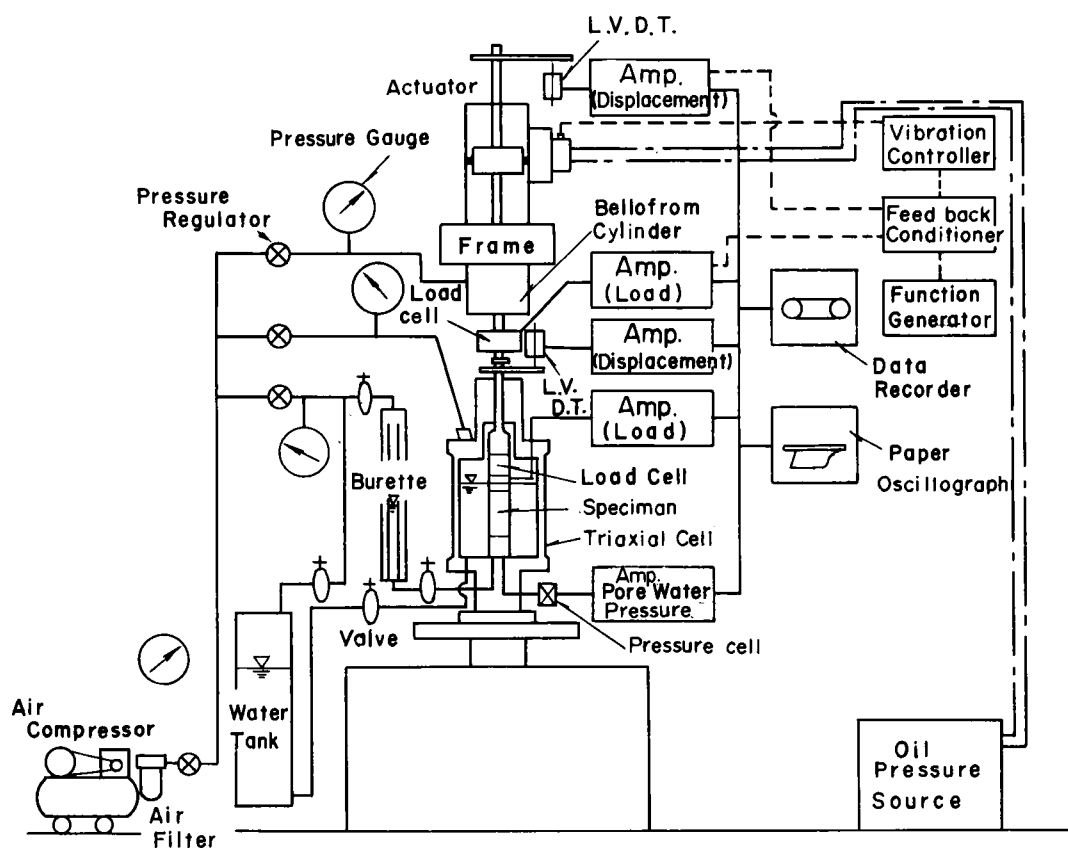 L.V.D.T.
Actuator
Amp.
(Displacement)
Pressure Gauge
Vibration
Controller
Pressure
Regulator
Bellofrom
Cylinder
Feed back
Conditioner
Frame
Amp.
(Load)
Load
cell
Function
Generator
Amp.
(Displacement)
Data
Recorder
L.V.
D.T.
Amp.
(Load)
Paper
Oscillograph
Burette
Load Cell
Speciman
Triaxial Cell
Amp.
Pore Water
Pressure
Valve
Pressure cell
Air
Compressor
Water
Tank
Oil
Pressure
Source
Air
Filter